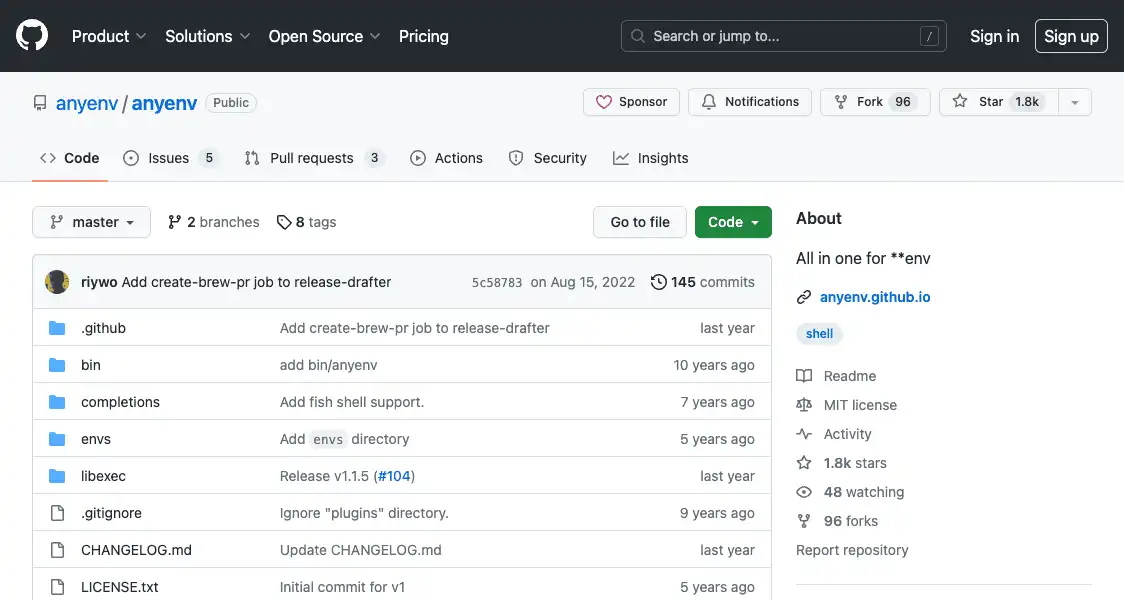 Product Solutions Open Source Pricing Search or jump to... / Sign in Sign up
anyenv / anyenv Public Sponsor Notifications Fork 96 Star 1.8k
Code Issues 5 Pull requests 3 Actions Security Insights
master 2 branches 8 tags Go to file Code
riywo Add create-brew-pr job to release-drafter 5c58783 on Aug 15, 2022 145 commits
.github Add create-brew-pr job to release-drafter last year
bin add bin/anyenv 10 years ago
completions Add fish shell support. 7 years ago
envs Add envs directory 5 years ago
libexec Release v1.1.5 (#104) last year
.gitignore Ignore "plugins" directory. 9 years ago
CHANGELOG.md Update CHANGELOG.md last year
LICENSE.txt Initial commit for v1 5 years ago
About
All in one for **env
anyenv.github.io
shell
Readme
MIT license
Activity
1.8k stars
48 watching
96 forks
Report repository